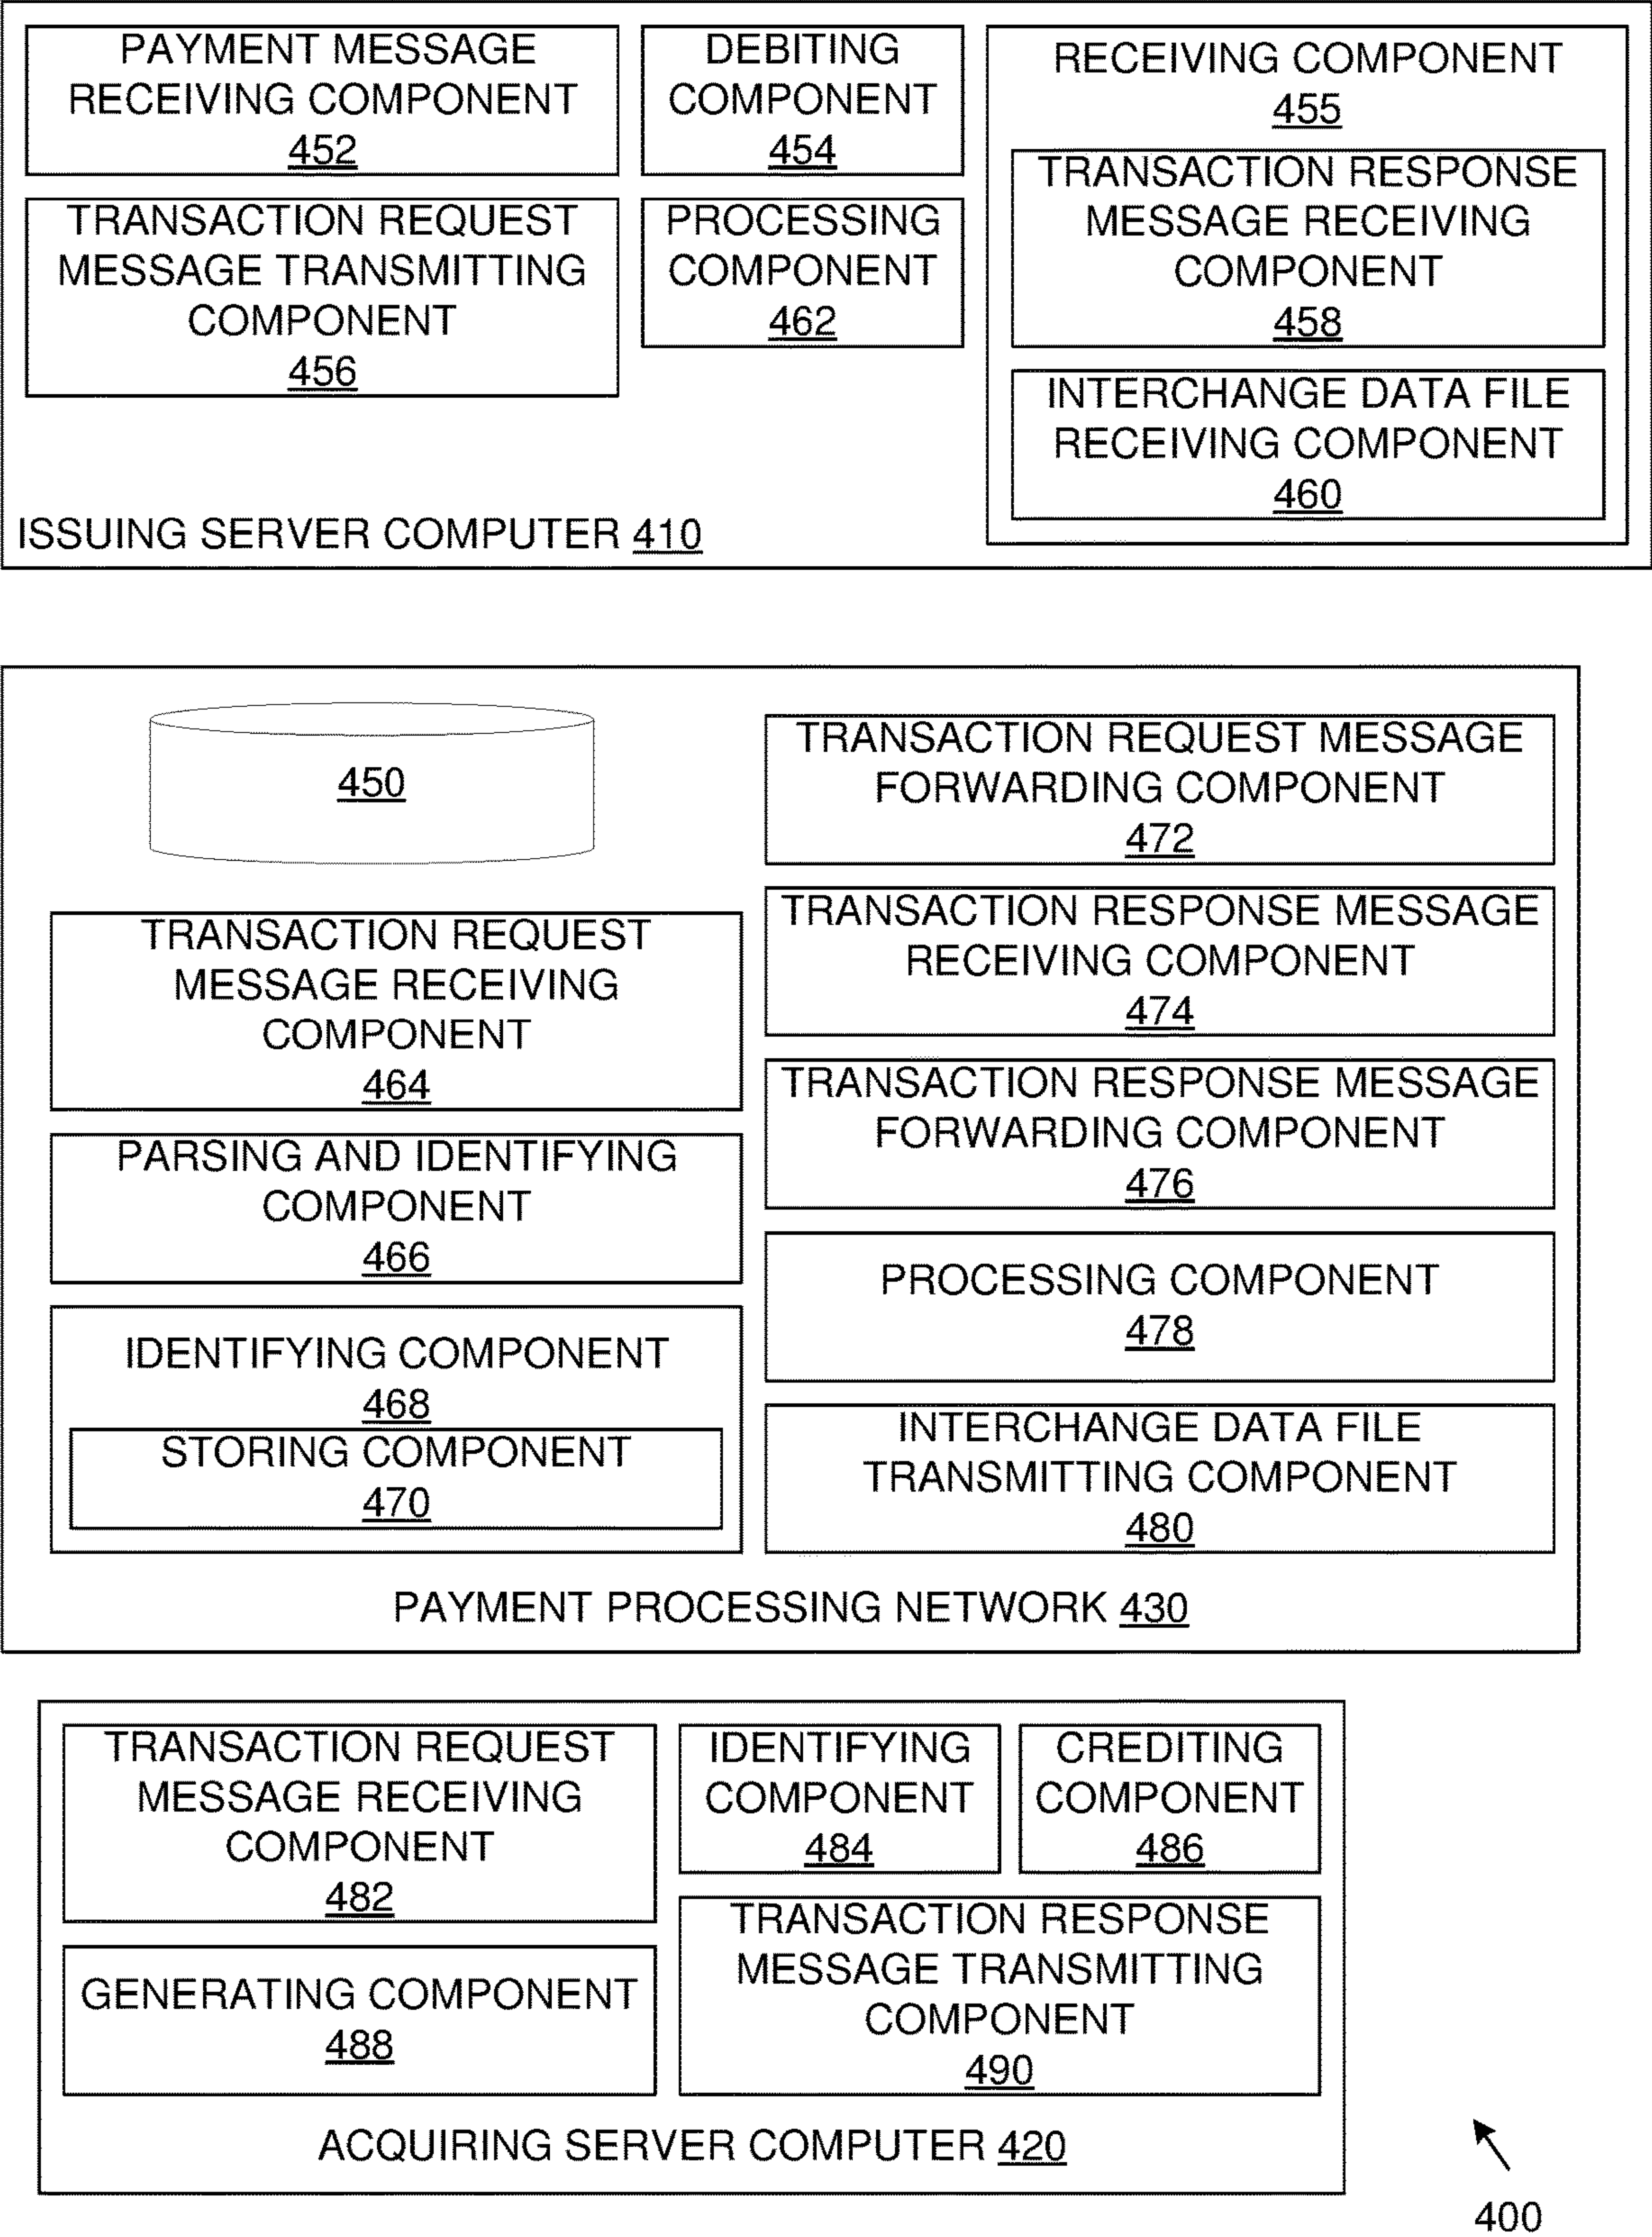 PAYMENT MESSAGE
RECEIVING COMPONENT
452
DEBITING
COMPONENT
454
TRANSACTION REQUEST
MESSAGE TRANSMITTING
COMPONENT
456
PROCESSING
COMPONENT
462
RECEIVING COMPONENT
455
TRANSACTION RESPONSE
MESSAGE RECEIVING
COMPONENT
458
INTERCHANGE DATA FILE
RECEIVING COMPONENT
460
ISSUING SERVER COMPUTER 410
450
TRANSACTION REQUEST
MESSAGE RECEIVING
COMPONENT
464
PARSING AND IDENTIFYING
COMPONENT
466
IDENTIFYING COMPONENT
468
STORING COMPONENT
470
TRANSACTION REQUEST MESSAGE
FORWARDING COMPONENT
472
TRANSACTION RESPONSE MESSAGE
RECEIVING COMPONENT
474
TRANSACTION RESPONSE MESSAGE
FORWARDING COMPONENT
476
PROCESSING COMPONENT
478
INTERCHANGE DATA FILE
TRANSMITTING COMPONENT
480
PAYMENT PROCESSING NETWORK 430
TRANSACTION REQUEST
MESSAGE RECEIVING
COMPONENT
482
IDENTIFYING
COMPONENT
484
CREDITING
COMPONENT
486
GENERATING COMPONENT
488
TRANSACTION RESPONSE
MESSAGE TRANSMITTING
COMPONENT
490
ACQUIRING SERVER COMPUTER 420
400